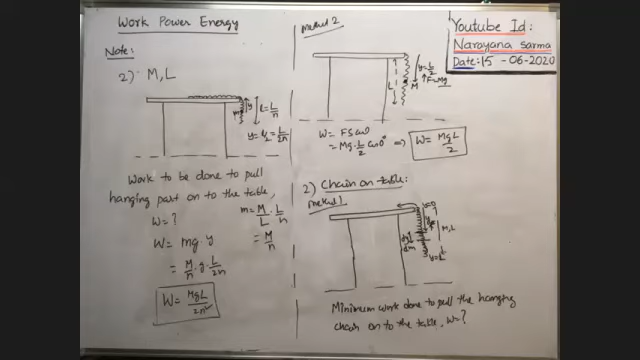 Work Power Energy
Note:
2) M, L
m
y
l = L/n
y = l/2 = L/2n
Work to be done to pull
hanging part on to the table,
W = ?
m = M/L · L/n
= M/n
W = mg y
= M/n · g · L/2n
W = MgL/2n²
Method 2
L
y = L/2
M
F = Mg
W = FS cos θ
= Mg · L/2 cos 0° ⇒ W = MgL/2
2) Chain on table:
Method 1
y=0
dy
dm
M, L
y = L
Minimum work done to pull the hanging
chain on to the table, W = ?
Youtube Id:
Narayana sarma
Date: 15-06-2020